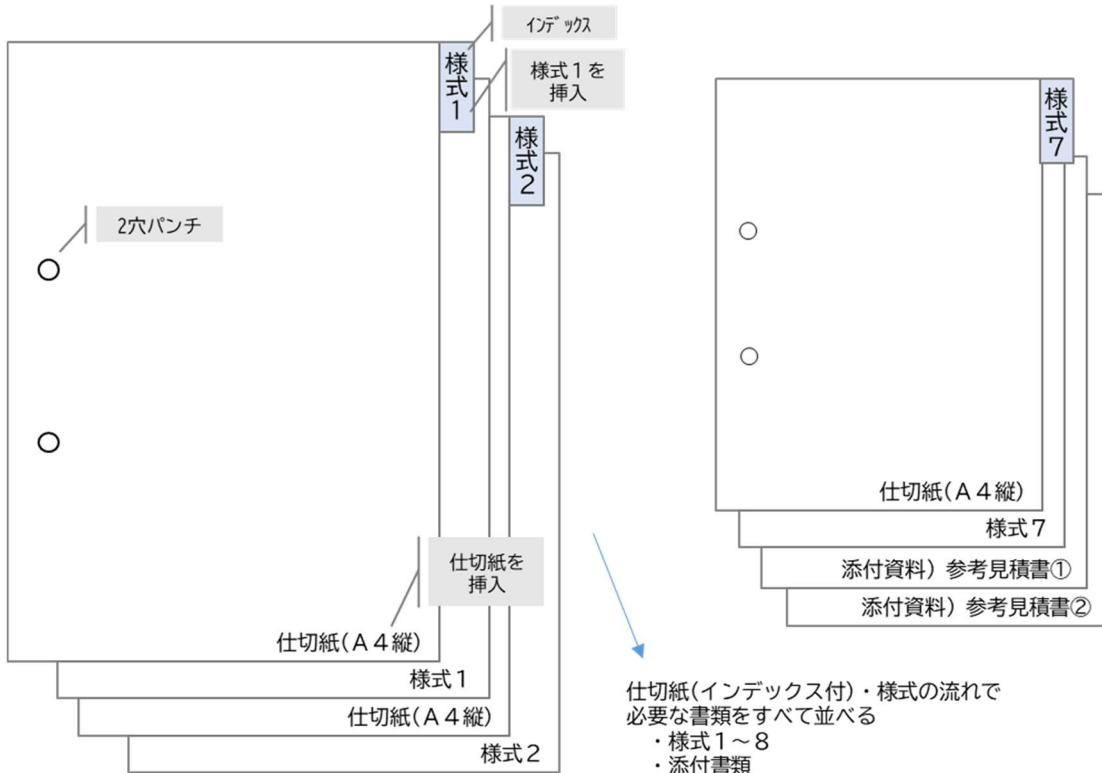 インデックス
様式1
様式1を
挿入
様式2
2穴パンチ
仕切紙を
挿入
仕切紙(A4縦)
様式1
仕切紙(A4縦)
様式2
様式7
仕切紙(A4縦)
様式7
添付資料）参考見積書①
添付資料）参考見積書②
仕切紙(インデックス付)・様式の流れで
必要な書類をすべて並べる
・様式1～8
・添付書類